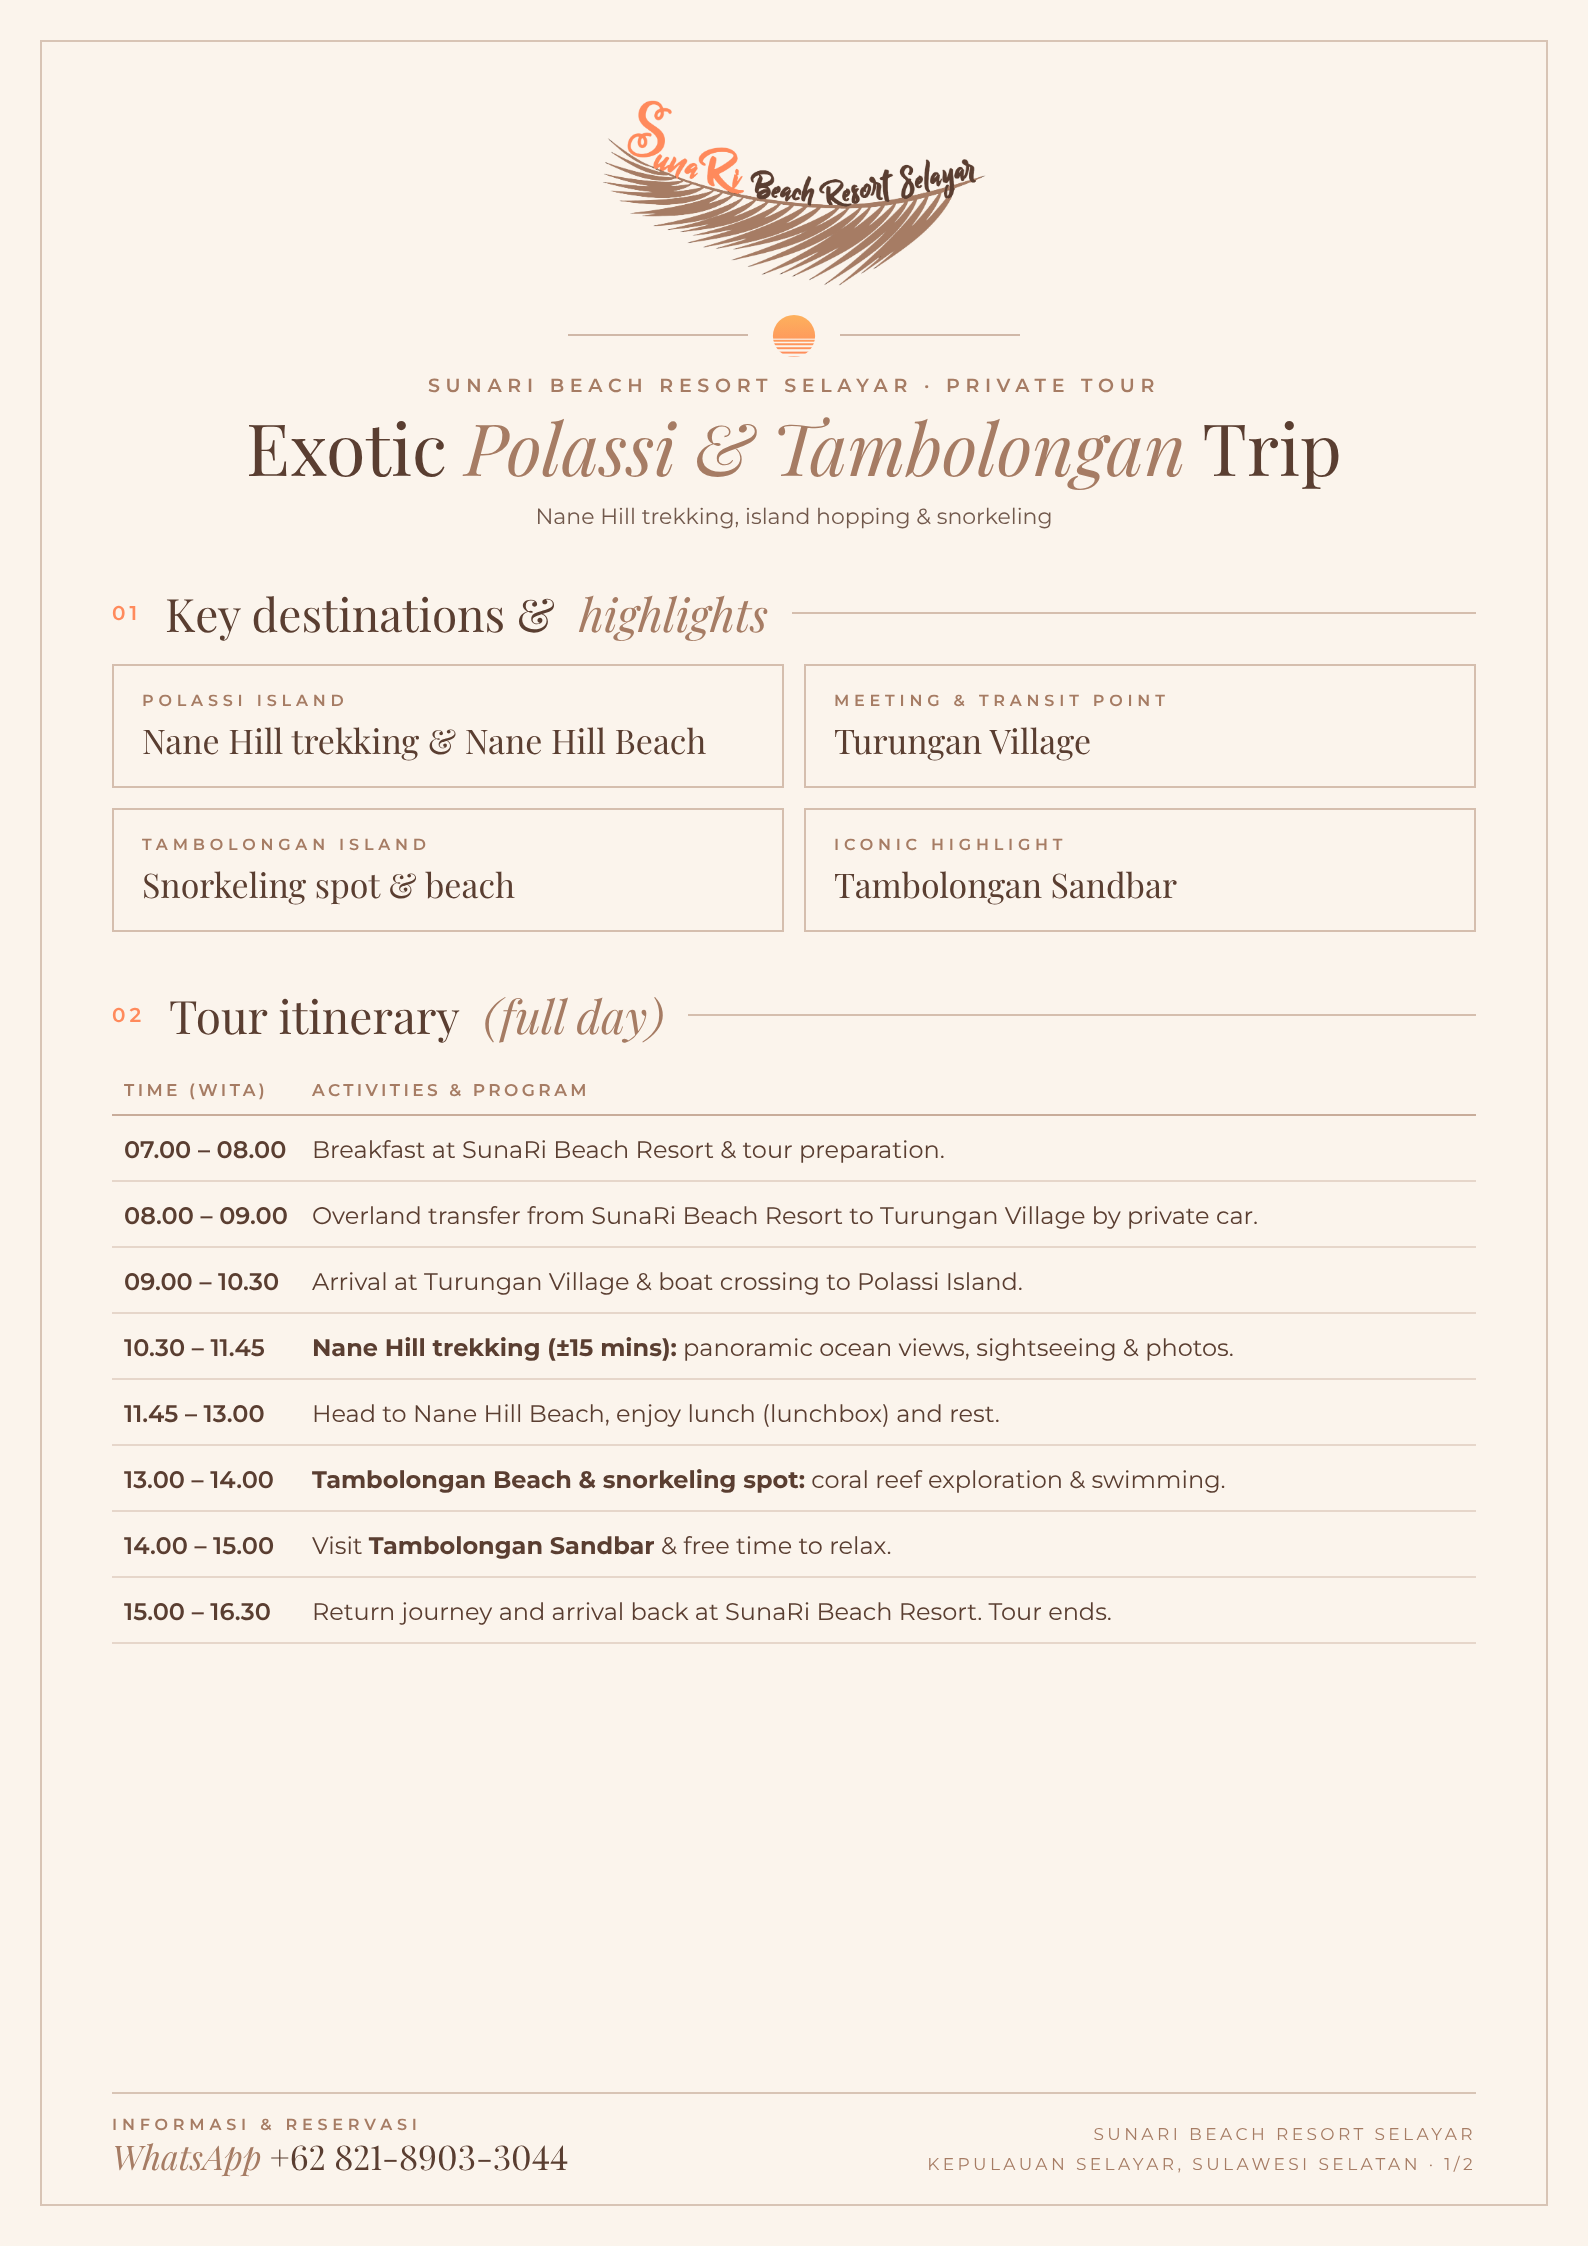 SunaRi Beach Resort Selayar
SUNARI BEACH RESORT SELAYAR · PRIVATE TOUR
Exotic Polassi & Tambolongan Trip
Nane Hill trekking, island hopping & snorkeling
01 Key destinations & highlights
POLASSI ISLAND
Nane Hill trekking & Nane Hill Beach
MEETING & TRANSIT POINT
Turungan Village
TAMBOLONGAN ISLAND
Snorkeling spot & beach
ICONIC HIGHLIGHT
Tambolongan Sandbar
02 Tour itinerary (full day)
TIME (WITA) ACTIVITIES & PROGRAM
07.00 – 08.00 Breakfast at SunaRi Beach Resort & tour preparation.
08.00 – 09.00 Overland transfer from SunaRi Beach Resort to Turungan Village by private car.
09.00 – 10.30 Arrival at Turungan Village & boat crossing to Polassi Island.
10.30 – 11.45 Nane Hill trekking (±15 mins): panoramic ocean views, sightseeing & photos.
11.45 – 13.00 Head to Nane Hill Beach, enjoy lunch (lunchbox) and rest.
13.00 – 14.00 Tambolongan Beach & snorkeling spot: coral reef exploration & swimming.
14.00 – 15.00 Visit Tambolongan Sandbar & free time to relax.
15.00 – 16.30 Return journey and arrival back at SunaRi Beach Resort. Tour ends.
INFORMASI & RESERVASI
WhatsApp +62 821-8903-3044
SUNARI BEACH RESORT SELAYAR
KEPULAUAN SELAYAR, SULAWESI SELATAN · 1/2